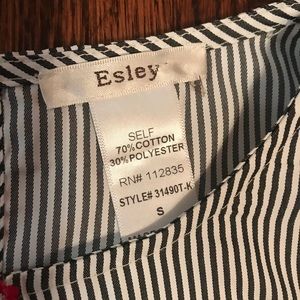 Esley
SELF
70%COTTON
30%POLYESTER
RN# 112835
STYLE# 31490T-K
S